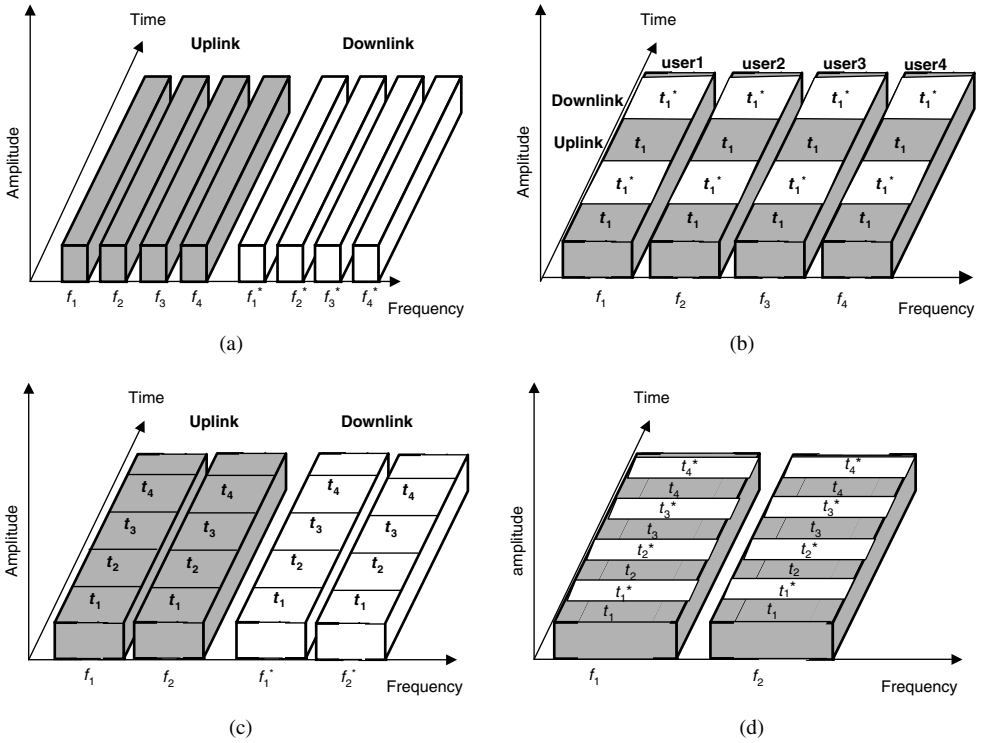 Time
Uplink Downlink
Amplitude
f1 f2 f3 f4 f1* f2* f3* f4*
Frequency
(a)
Time
user1 user2 user3 user4
Downlink t1* t1* t1* t1*
Uplink t1 t1 t1 t1
t1* t1* t1* t1*
t1 t1 t1 t1
Amplitude
f1 f2 f3 f4
Frequency
(b)
Time
Uplink Downlink
t4 t4 t4 t4
t3 t3 t3 t3
t2 t2 t2 t2
t1 t1 t1 t1
Amplitude
f1 f2 f1* f2*
Frequency
(c)
Time
t4* t4*
t4 t4
t3* t3*
t3 t3
t2* t2*
t2 t2
t1* t1*
t1 t1
amplitude
f1 f2
Frequency
(d)